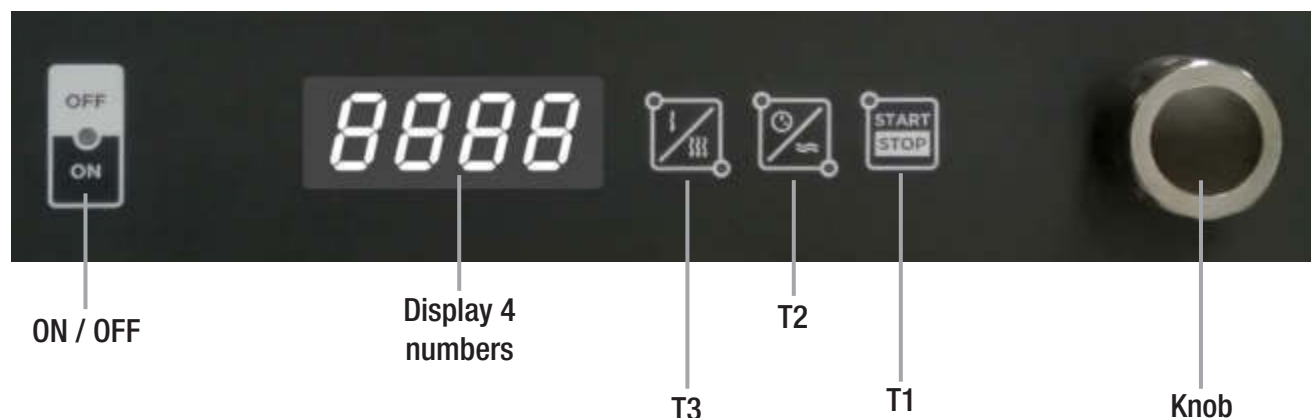 OFF
ON
8888
START
STOP
ON / OFF
Display 4
numbers
T3
T2
T1
Knob